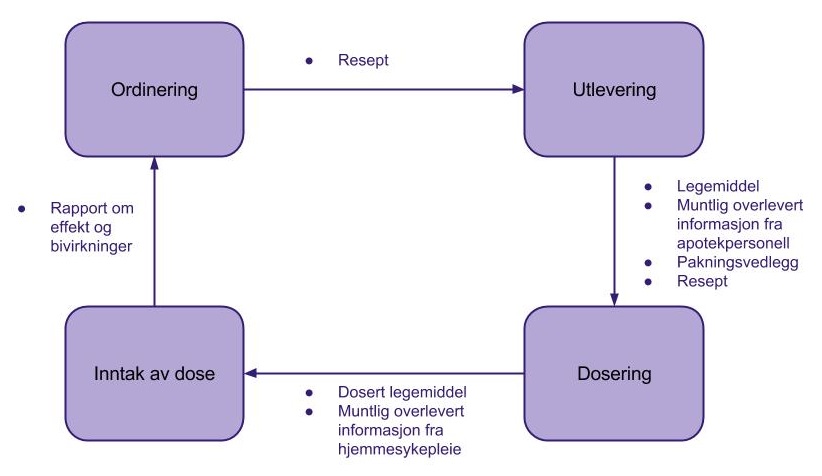 Ordinering
● Resept
Utlevering
● Legemiddel
● Muntlig overlevert
informasjon fra
apotekpersonell
● Pakningsvedlegg
● Resept
Dosering
● Dosert legemiddel
● Muntlig overlevert
informasjon fra
hjemmesykepleie
Inntak av dose
● Rapport om
effekt og
bivirkninger